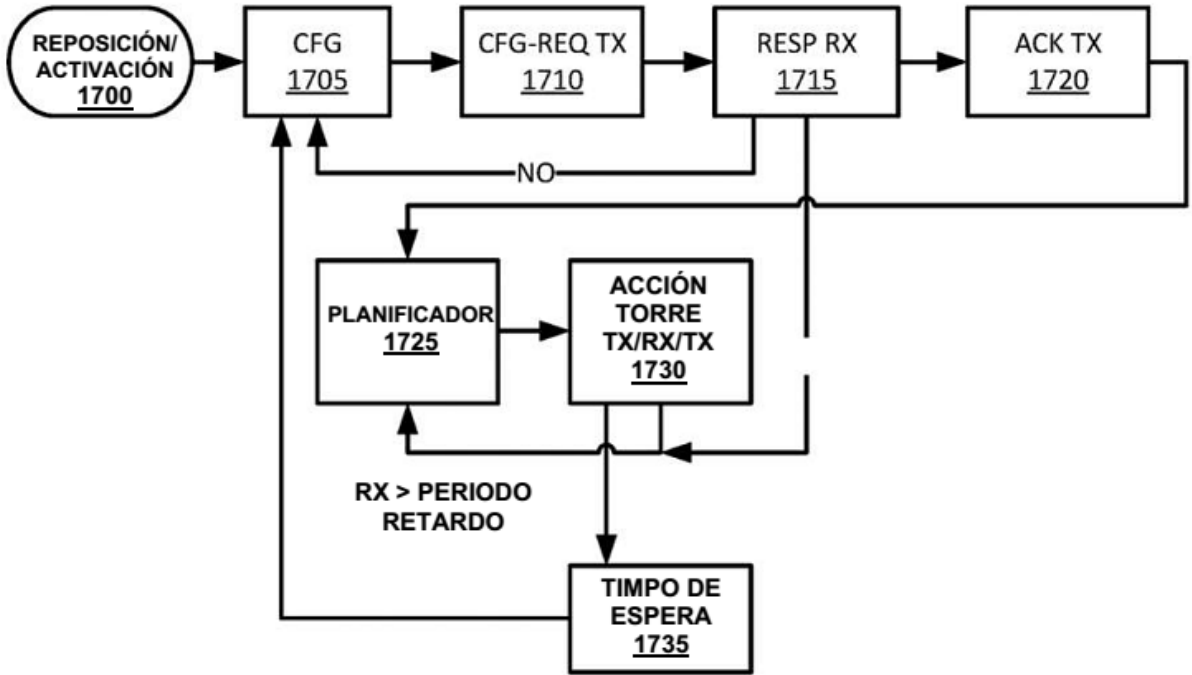 REPOSICIÓN/
ACTIVACIÓN
1700
CFG
1705
CFG-REQ TX
1710
RESP RX
1715
ACK TX
1720
NO
PLANIFICADOR
1725
ACCIÓN
TORRE
TX/RX/TX
1730
RX > PERIODO
RETARDO
TIMPO DE
ESPERA
1735